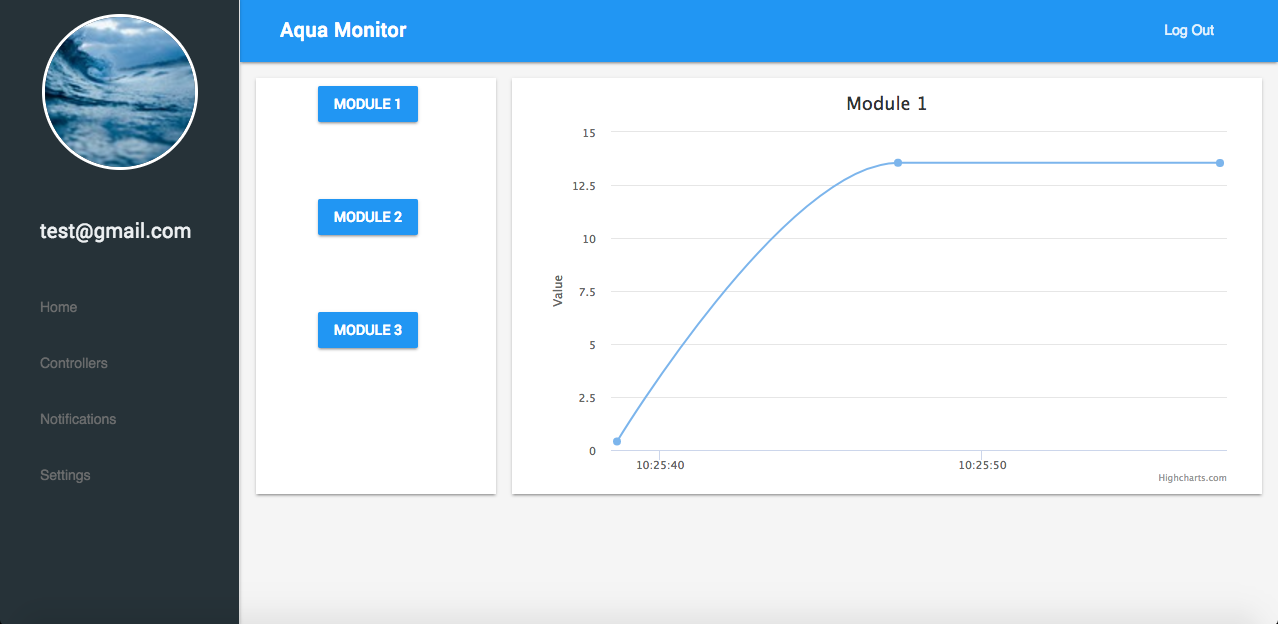 test@gmail.com
Home
Controllers
Notifications
Settings
Aqua Monitor
Log Out
MODULE 1
MODULE 2
MODULE 3
Module 1
Value
15
12.5
10
7.5
5
2.5
0
10:25:40 10:25:50
Highcharts.com